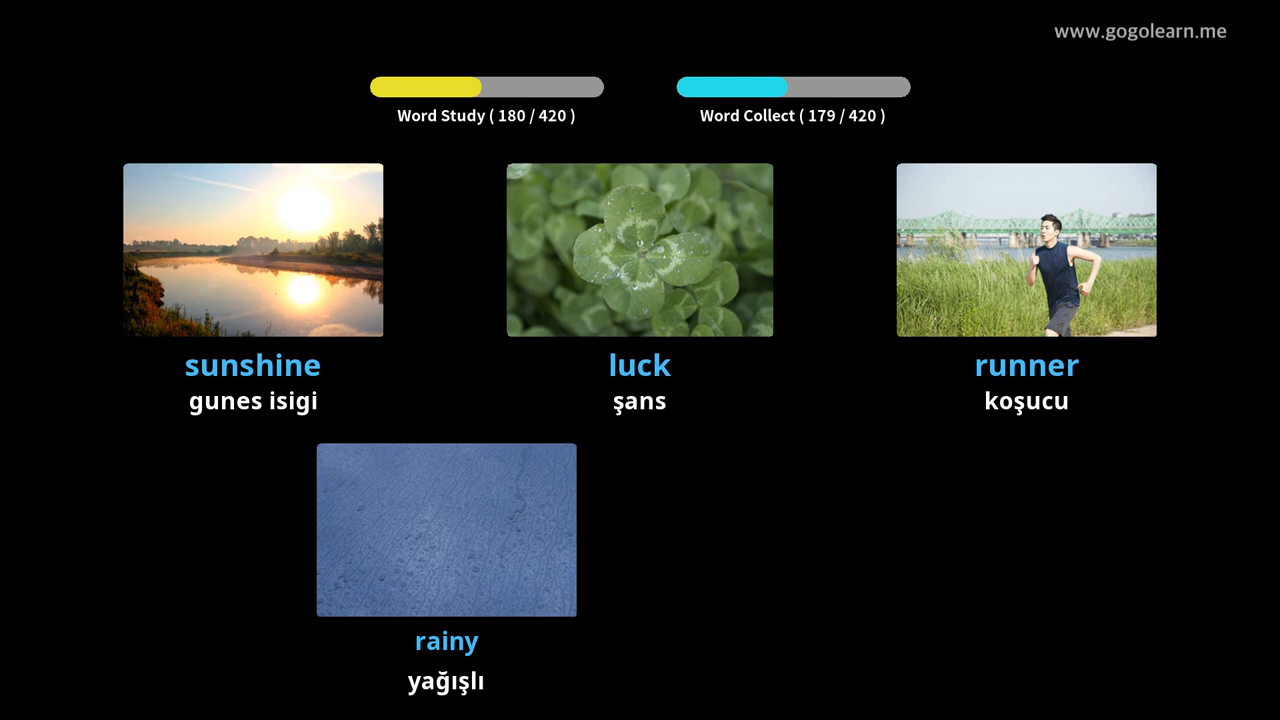 www.gogolearn.me
Word Study ( 180 / 420 )
Word Collect ( 179 / 420 )
sunshine
gunes isigi
luck
şans
runner
koşucu
rainy
yağışlı